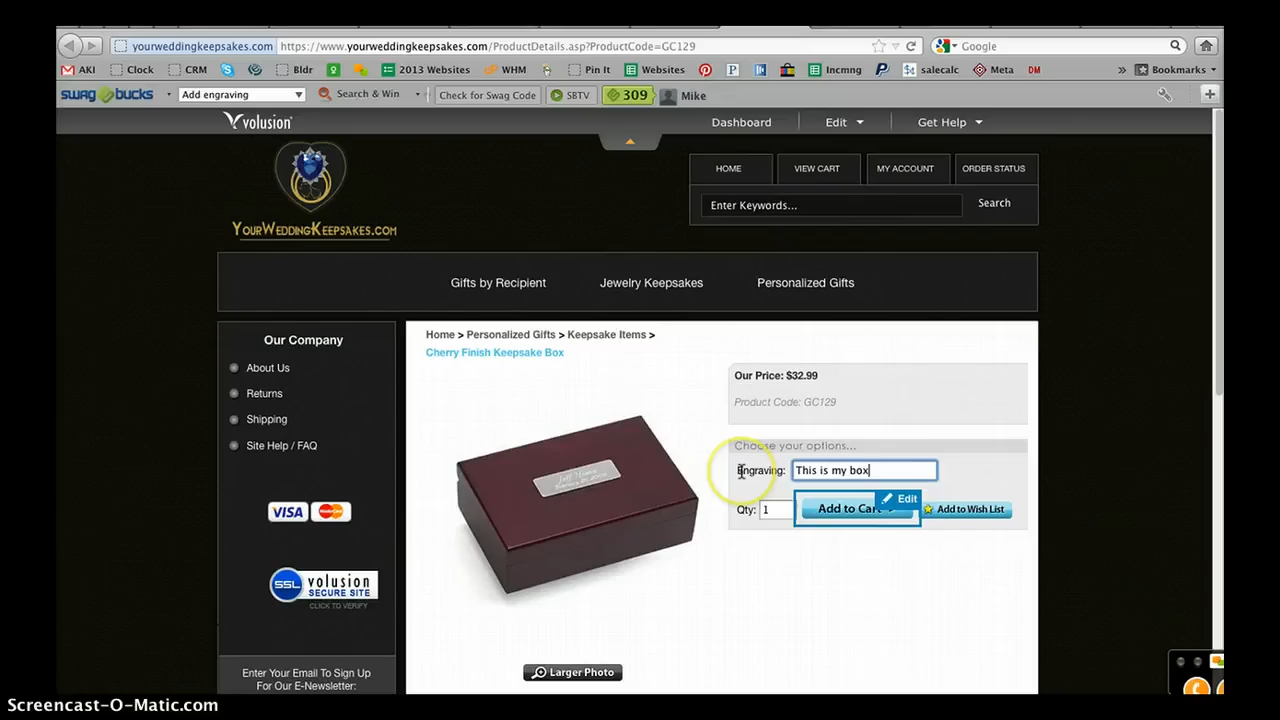 yourweddingkeepsakes.com https://www.yourweddingkeepsakes.com/ProductDetails.asp?ProductCode=GC129 Google
AKI Clock CRM Bldr 2013 Websites WHM Pin It Websites Incmng salecalc Meta DM Bookmarks
swagbucks Add engraving Search & Win Check for Swag Code SBTV 309 Mike
volusion Dashboard Edit Get Help
HOME VIEW CART MY ACCOUNT ORDER STATUS
Enter Keywords... Search
YOURWEDDINGKEEPSAKES.COM
Gifts by Recipient Jewelry Keepsakes Personalized Gifts
Our Company
About Us
Returns
Shipping
Site Help / FAQ
VISA MasterCard
SSL volusion
SECURE SITE
CLICK TO VERIFY
Enter Your Email To Sign Up
For Our E-Newsletter:
Home > Personalized Gifts > Keepsake Items >
Cherry Finish Keepsake Box
Our Price: $32.99
Product Code: GC129
Choose your options...
Engraving: This is my box
Edit
Qty: 1 Add to Cart Add to Wish List
Larger Photo
Screencast-O-Matic.com